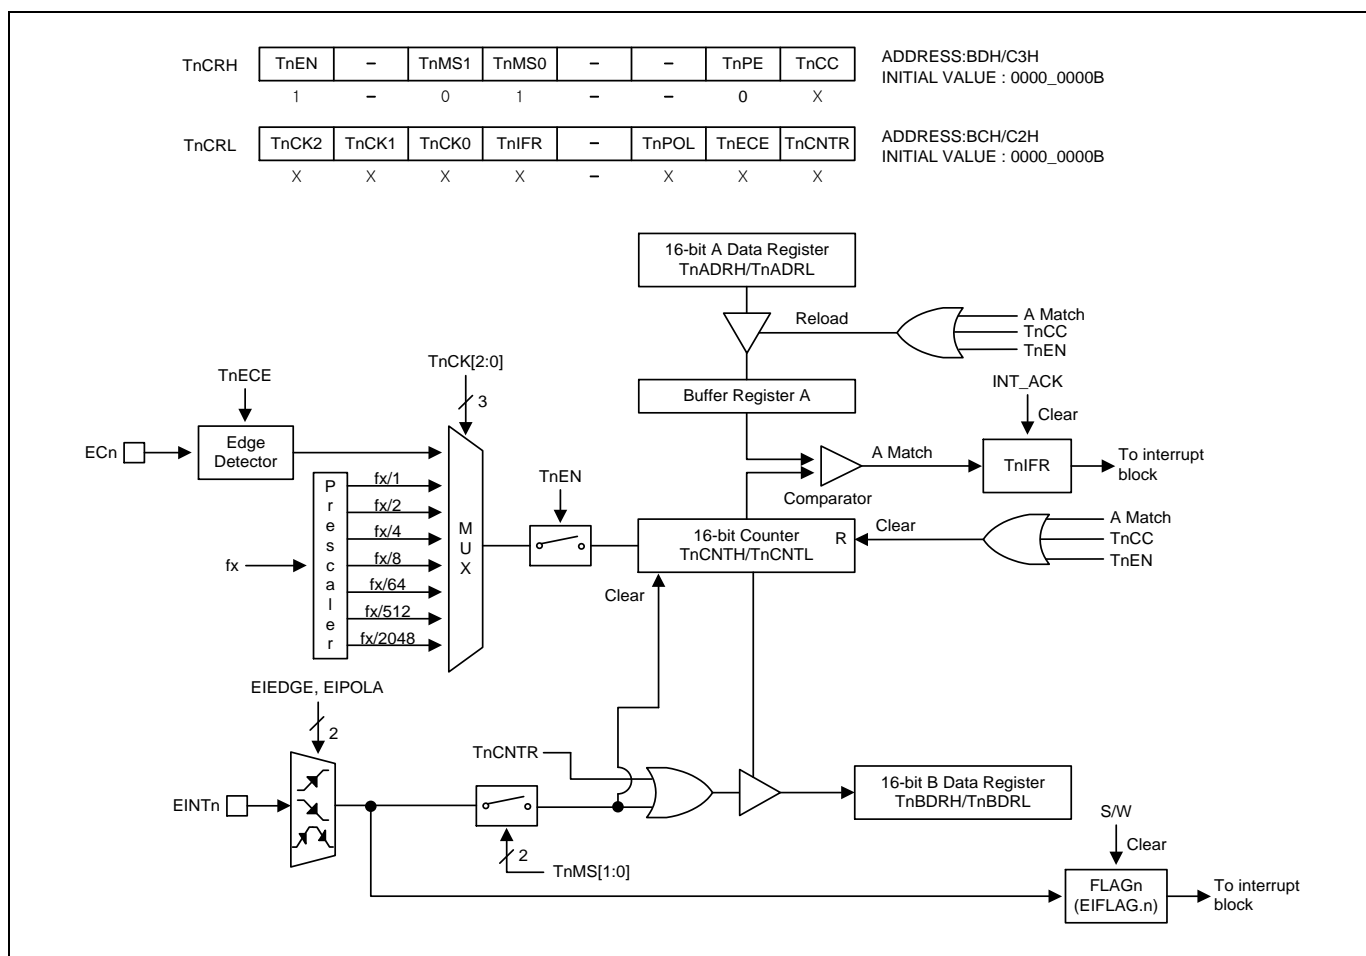 TnCRH TnEN – TnMS1 TnMS0 – – TnPE TnCC ADDRESS:BDH/C3H
INITIAL VALUE : 0000_0000B
1 – 0 1 – – 0 X
TnCRL TnCK2 TnCK1 TnCK0 TnIFR – TnPOL TnECE TnCNTR ADDRESS:BCH/C2H
INITIAL VALUE : 0000_0000B
X X X X – X X X
16-bit A Data Register
TnADRH/TnADRL
Reload
A Match
TnCC
TnEN
TnCK[2:0]
3
TnECE
Buffer Register A
INT_ACK
Clear
ECn
Edge
Detector
A Match
TnIFR
To interrupt
block
Comparator
Prescaler
fx/1
fx/2
fx/4
fx/8
fx/64
fx/512
fx/2048
fx
MUX
TnEN
16-bit Counter
TnCNTH/TnCNTL
R
Clear
A Match
TnCC
TnEN
Clear
EIEDGE, EIPOLA
2
TnCNTR
EINTn
16-bit B Data Register
TnBDRH/TnBDRL
2
TnMS[1:0]
S/W
Clear
FLAGn
(EIFLAG.n)
To interrupt
block